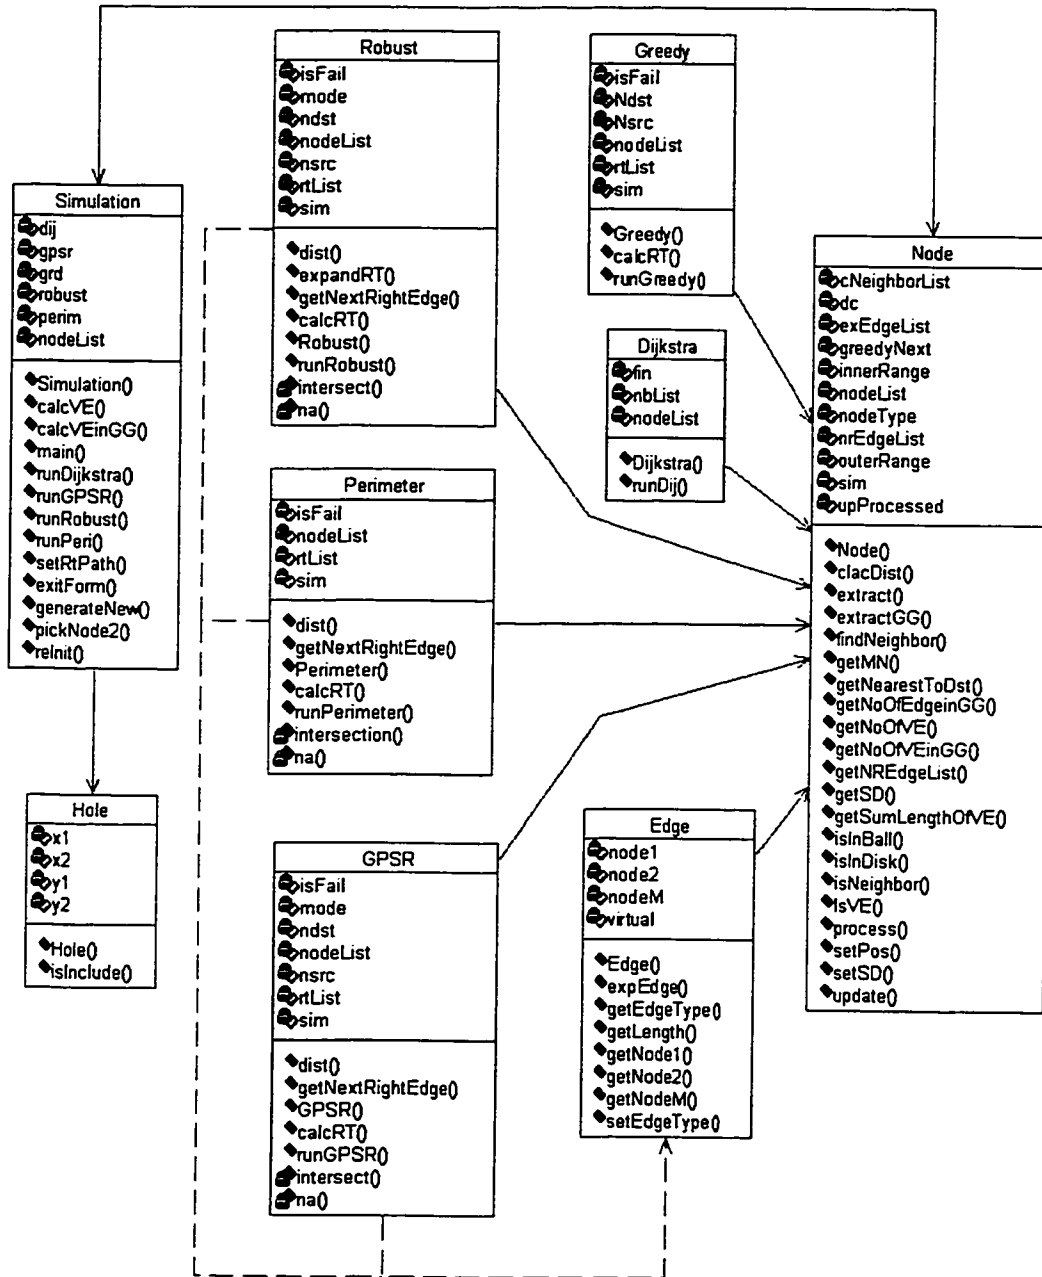 Robust
isFail
mode
ndst
nodeList
nsrc
rtList
sim
dist()
expandRT()
getNextRightEdge()
calcRT()
Robust()
runRobust()
intersect()
na()
Greedy
isFail
Ndst
Nsrc
nodeList
rtList
sim
Greedy()
calcRT()
runGreedy()
Simulation
dij
gpsr
grd
robust
perim
nodeList
Simulation()
calcVE()
calcVEinGG()
main()
runDijkstra()
runGPSR()
runRobust()
runPeri()
setRtPath()
exitForm()
generateNew()
pickNode2()
reInit()
Node
cNeighborList
dc
exEdgeList
greedyNext
innerRange
nodeList
nodeType
nrEdgeList
outerRange
sim
upProcessed
Node()
clacDist()
extract()
extractGG()
findNeighbor()
getMN()
getNearestToDst()
getNoOfEdgeinGG()
getNoOfVE()
getNoOfVEinGG()
getNREdgeList()
getSD()
getSumLengthOfVE()
isInBall()
isInDisk()
isNeighbor()
IsVE()
process()
setPos()
setSD()
update()
Dijkstra
fin
nbList
nodeList
Dijkstra()
runDij()
Perimeter
isFail
nodeList
rtList
sim
dist()
getNextRightEdge()
Perimeter()
calcRT()
runPerimeter()
intersection()
na()
Hole
x1
x2
y1
y2
Hole()
isInclude()
GPSR
isFail
mode
ndst
nodeList
nsrc
rtList
sim
dist()
getNextRightEdge()
GPSR()
calcRT()
runGPSR()
intersect()
na()
Edge
node1
node2
nodeM
virtual
Edge()
expEdge()
getEdgeType()
getLength()
getNode1()
getNode2()
getNodeM()
setEdgeType()